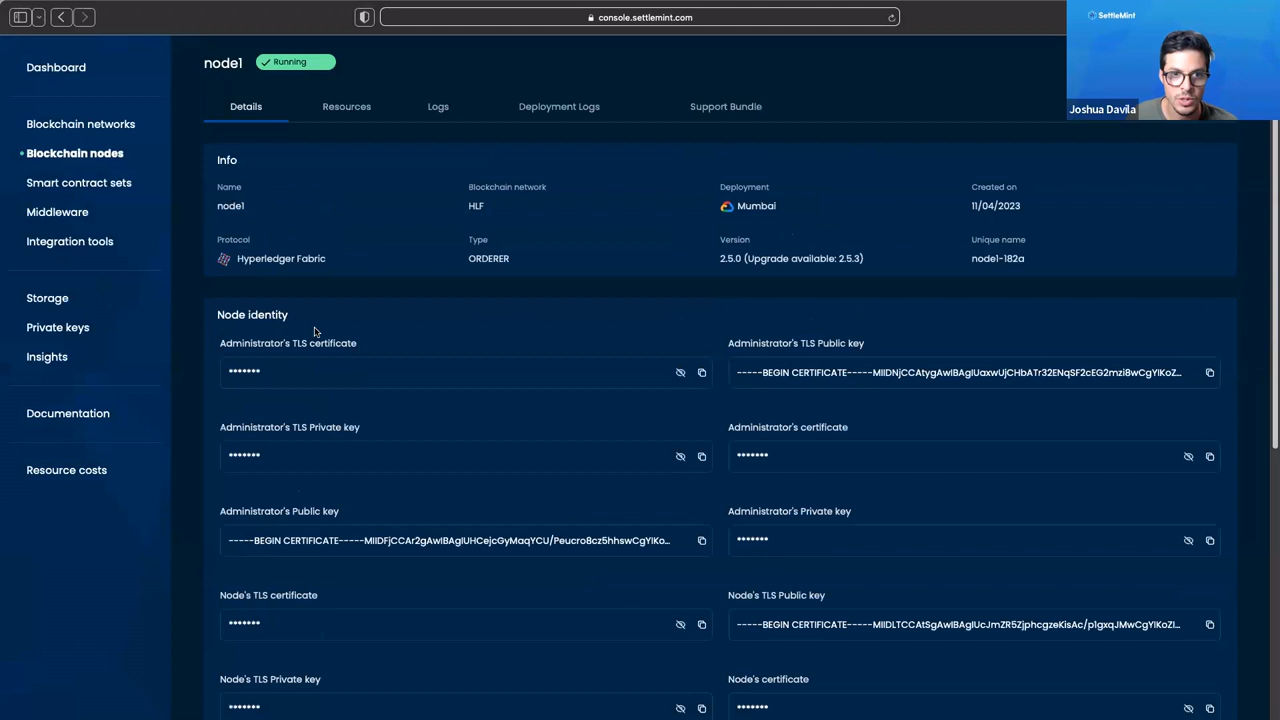 console.settlemint.com
SettleMint
Joshua Davila
Dashboard
Blockchain networks
Blockchain nodes
Smart contract sets
Middleware
Integration tools
Storage
Private keys
Insights
Documentation
Resource costs
node1 Running
Details Resources Logs Deployment Logs Support Bundle
Info
Name Blockchain network Deployment Created on
node1 HLF Mumbai 11/04/2023
Protocol Type Version Unique name
Hyperledger Fabric ORDERER 2.5.0 (Upgrade available: 2.5.3) node1-182a
Node identity
Administrator's TLS certificate Administrator's TLS Public key
******* -----BEGIN CERTIFICATE-----MIIDNjCCAtygAwIBAgIUaxwUjCHbATr32ENqSF2cEG2mzi8wCgYIKoZ...
Administrator's TLS Private key Administrator's certificate
******* *******
Administrator's Public key Administrator's Private key
-----BEGIN CERTIFICATE-----MIIDFjCCAr2gAwIBAgIUHCejcGyMaqYCU/Peucro8cz5hhswCgYIKo... *******
Node's TLS certificate Node's TLS Public key
******* -----BEGIN CERTIFICATE-----MIIDLTCCAtSgAwIBAgIUcJmZR5ZjphcgzeKisAc/p1gxqJMwCgYIKoZI...
Node's TLS Private key Node's certificate
******* *******